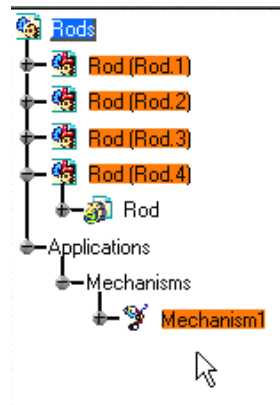 Rods
Rod (Rod.1)
Rod (Rod.2)
Rod (Rod.3)
Rod (Rod.4)
Rod
Applications
Mechanisms
Mechanism1